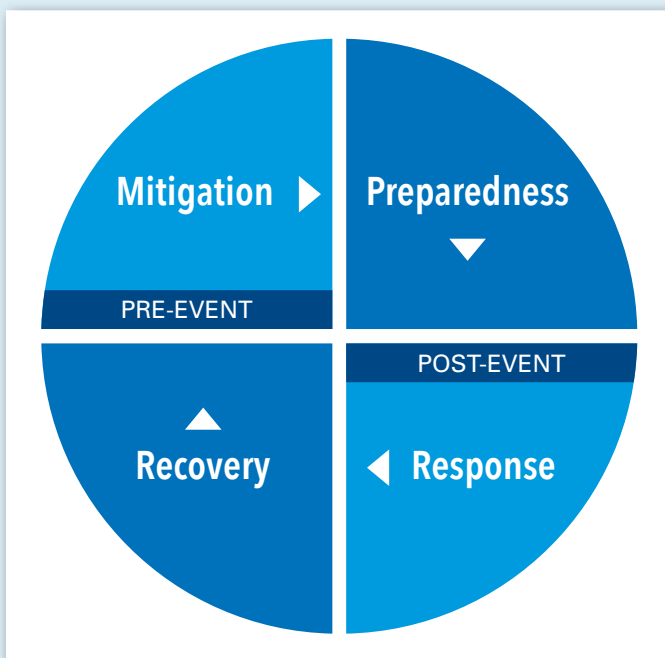 Mitigation
Preparedness
PRE-EVENT
POST-EVENT
Recovery
Response